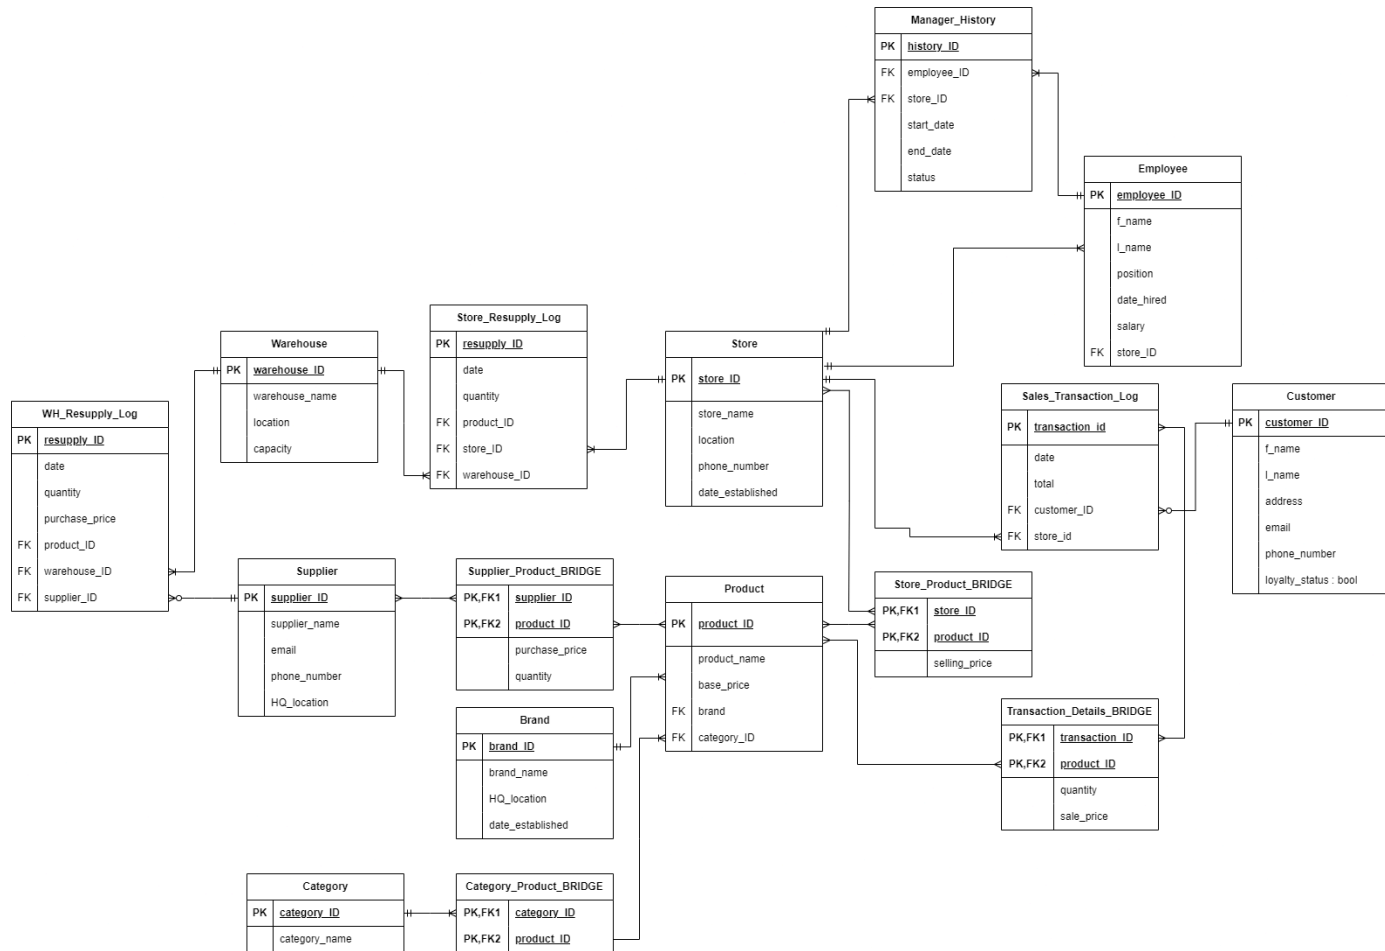 Manager_History
PK history_ID
FK employee_ID
FK store_ID
start_date
end_date
status
Employee
PK employee_ID
f_name
l_name
position
date_hired
salary
FK store_ID
Store_Resupply_Log
PK resupply_ID
date
quantity
FK product_ID
FK store_ID
FK warehouse_ID
Warehouse
PK warehouse_ID
warehouse_name
location
capacity
Store
PK store_ID
store_name
location
phone_number
date_established
WH_Resupply_Log
PK resupply_ID
date
quantity
purchase_price
FK product_ID
FK warehouse_ID
FK supplier_ID
Sales_Transaction_Log
PK transaction_id
date
total
FK customer_ID
FK store_id
Customer
PK customer_ID
f_name
l_name
address
email
phone_number
loyalty_status : bool
Supplier
PK supplier_ID
supplier_name
email
phone_number
HQ_location
Supplier_Product_BRIDGE
PK,FK1 supplier_ID
PK,FK2 product_ID
purchase_price
quantity
Product
PK product_ID
product_name
base_price
FK brand
FK category_ID
Store_Product_BRIDGE
PK,FK1 store_ID
PK,FK2 product_ID
selling_price
Brand
PK brand_ID
brand_name
HQ_location
date_established
Transaction_Details_BRIDGE
PK,FK1 transaction_ID
PK,FK2 product_ID
quantity
sale_price
Category
PK category_ID
category_name
Category_Product_BRIDGE
PK,FK1 category_ID
PK,FK2 product_ID